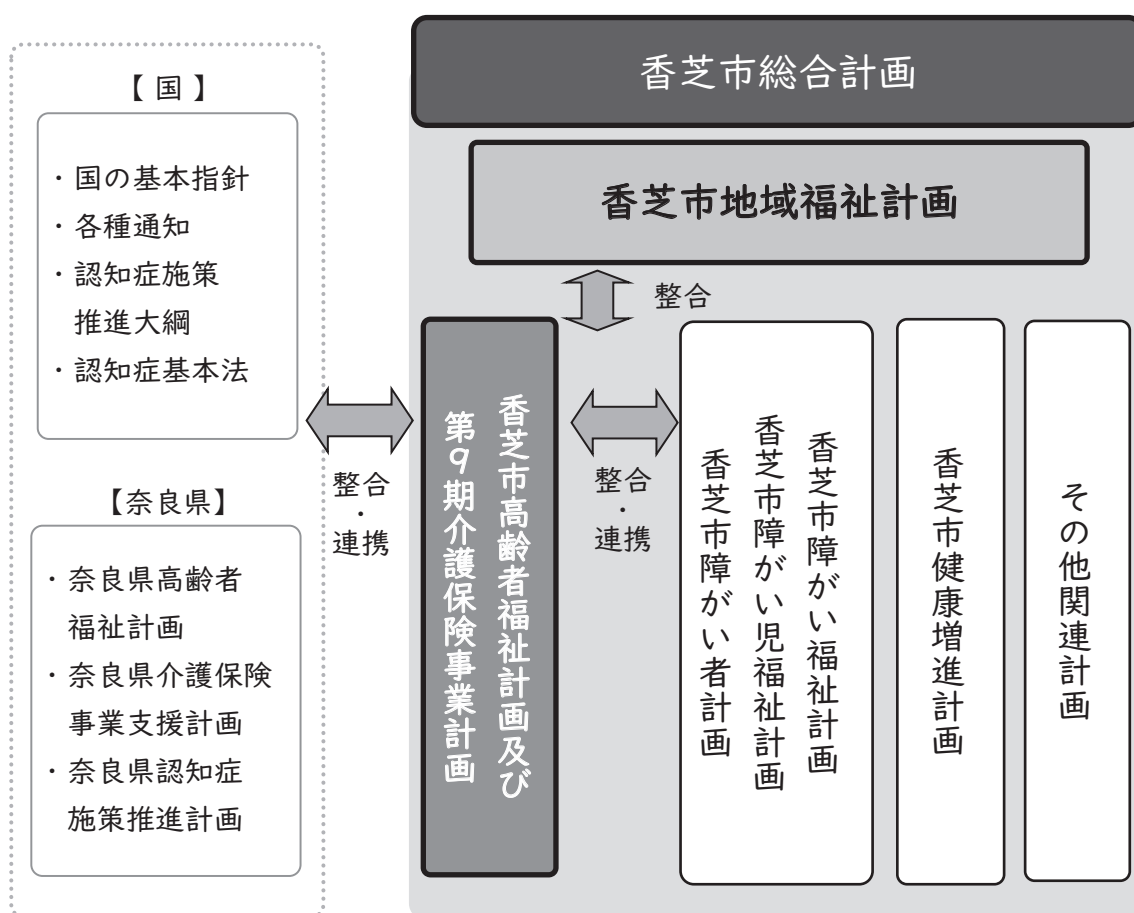 【国】
・国の基本指針
・各種通知
・認知症施策
推進大綱
・認知症基本法
【奈良県】
・奈良県高齢者
福祉計画
・奈良県介護保険
事業支援計画
・奈良県認知症
施策推進計画
整合
・
連携
香芝市総合計画
香芝市地域福祉計画
整合
香芝市高齢者福祉計画及び
第9期介護保険事業計画
整合
・
連携
香芝市障がい福祉計画
香芝市障がい児福祉計画
香芝市障がい者計画
香芝市健康増進計画
その他関連計画